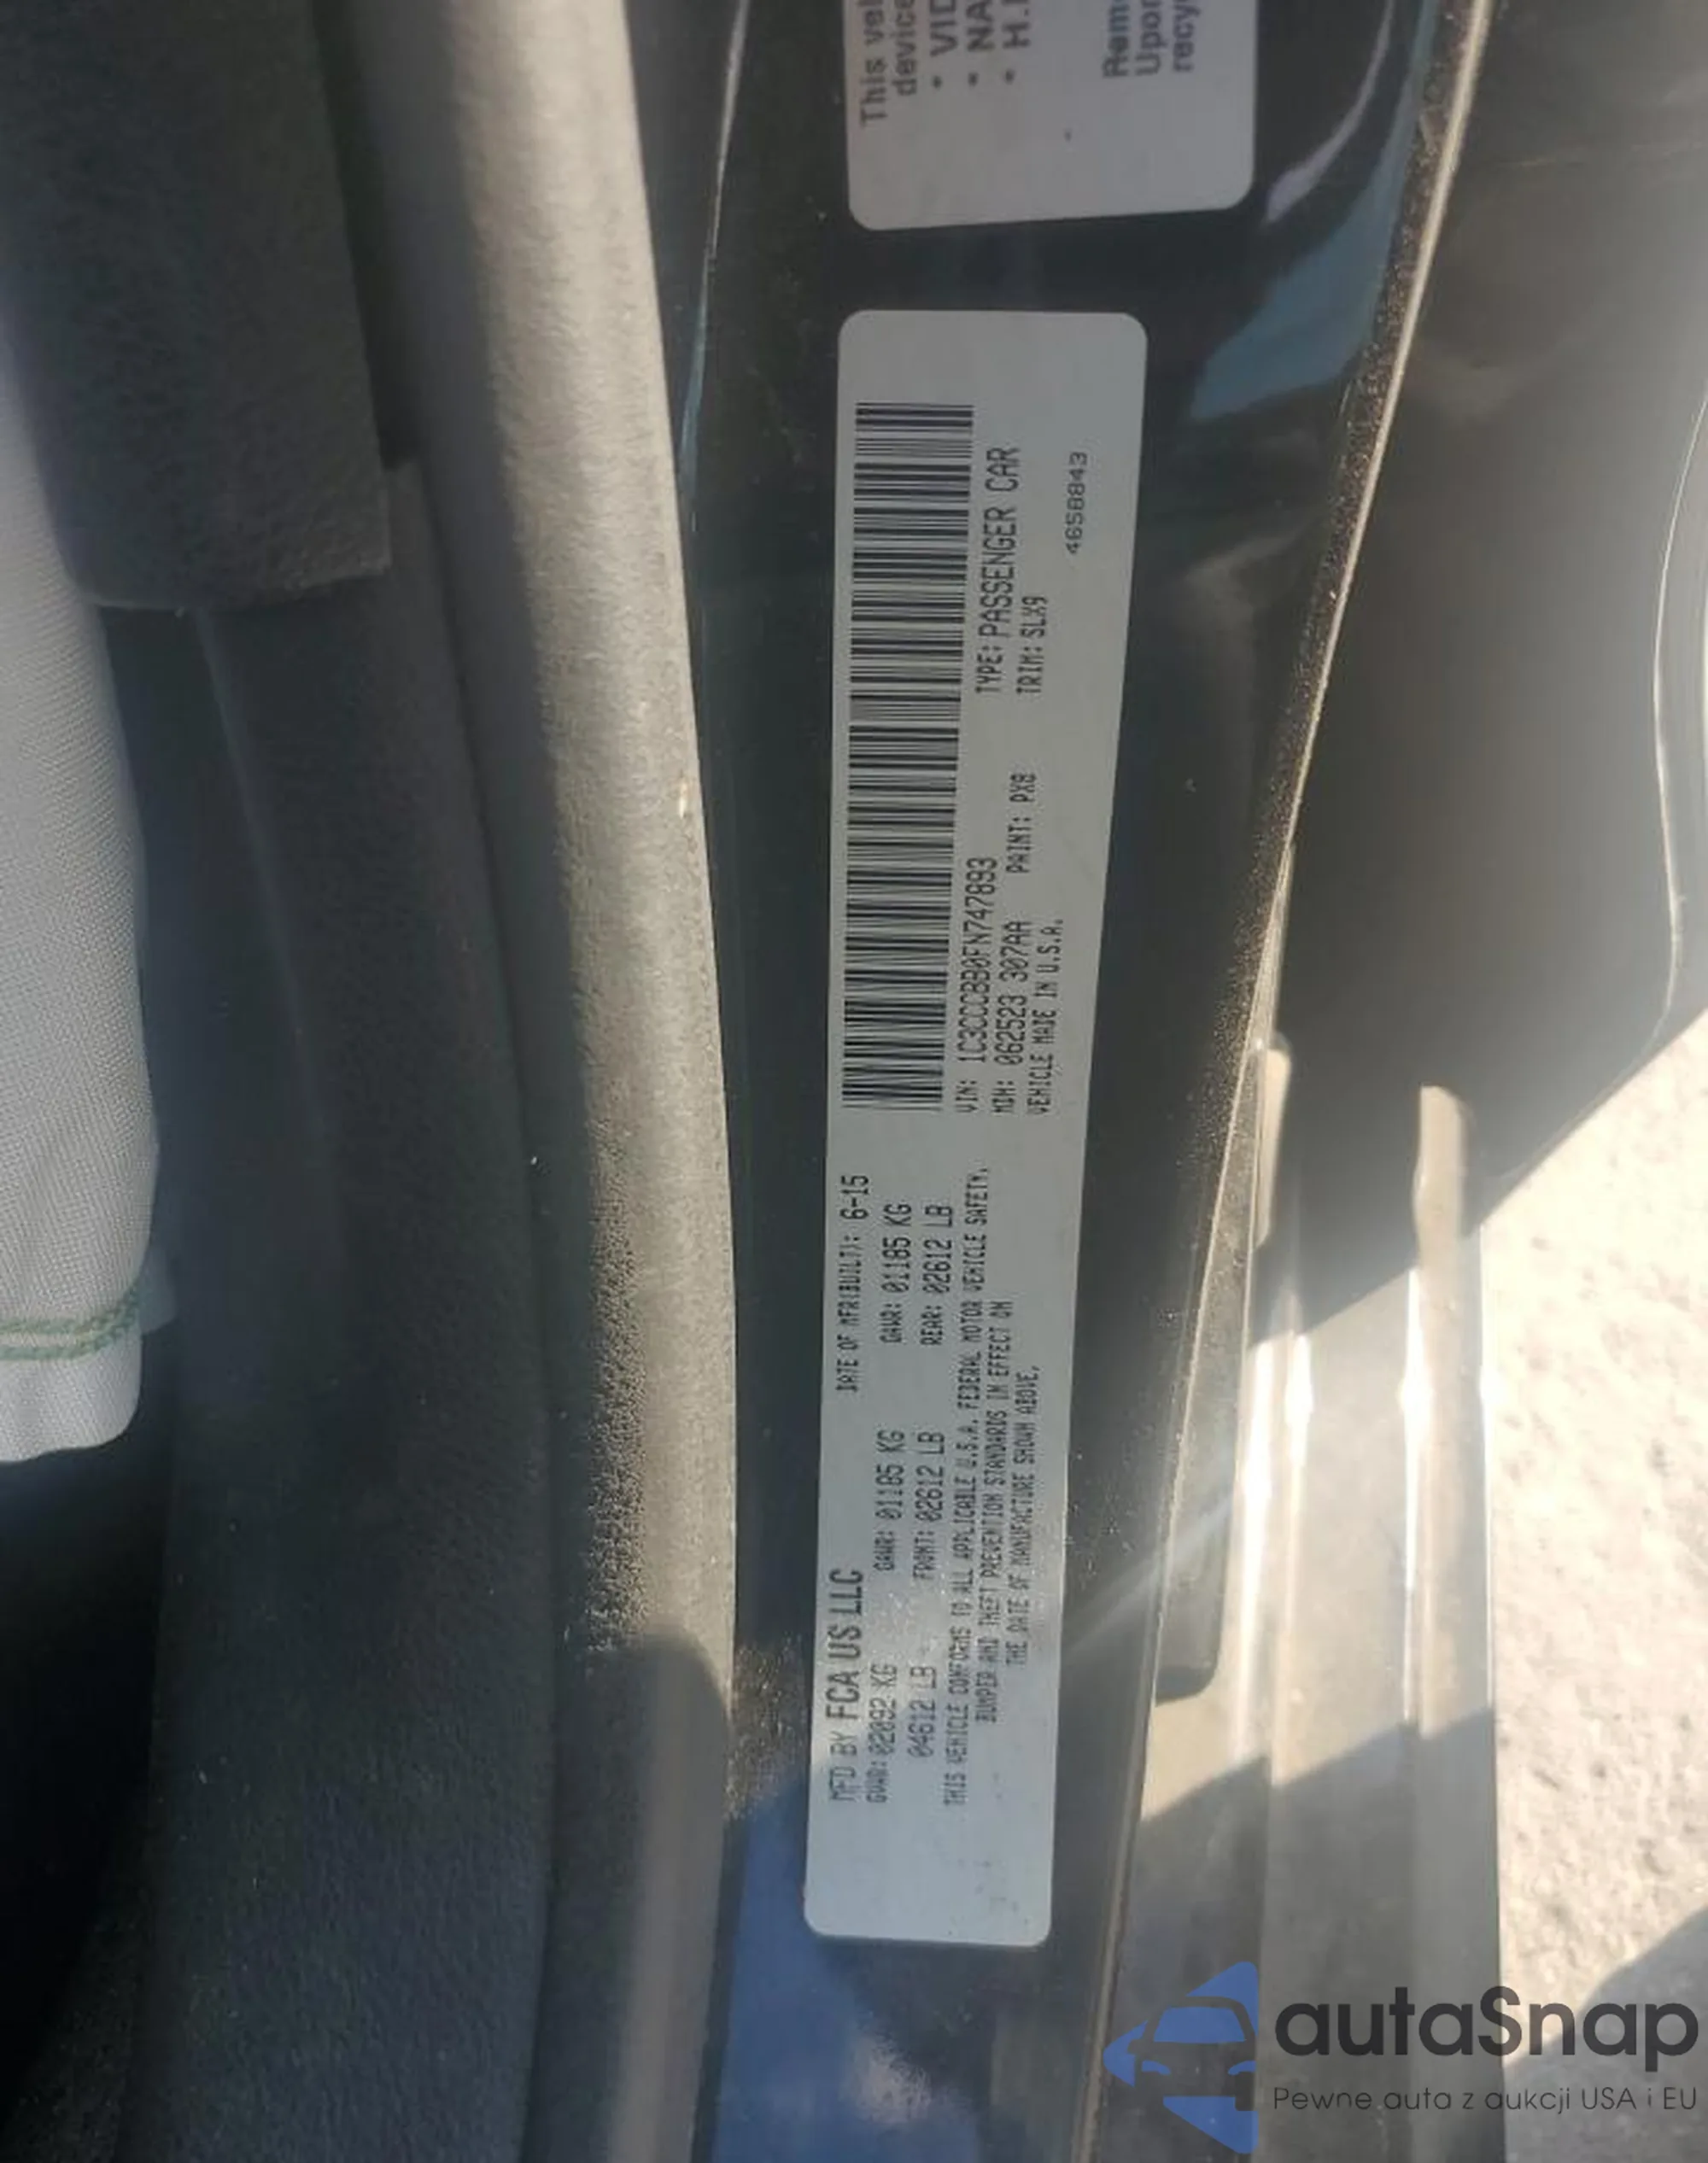 This vel
device
• VID
• NA
• H.I
Remo
Upon
recy
MFD BY FCA US LLC
DATE OF MFR(BUILT): 6-15
GVWR: 02092 KG
GAWR: 01185 KG
GAWR: 01185 KG
04612 LB
FRONT: 02612 LB
REAR: 02612 LB
THIS VEHICLE CONFORMS TO ALL APPLICABLE U.S.A. FEDERAL MOTOR VEHICLE SAFETY,
BUMPER AND THEFT PREVENTION STANDARDS IN EFFECT ON
THE DATE OF MANUFACTURE SHOWN ABOVE.
VIN: 1C3CCCBB0FN747893
TYPE: PASSENGER CAR
MDH: 062523 307AA
PAINT: PX8
TRIM: SLX9
VEHICLE MADE IN U.S.A.
4658843
autaSnap
Pewne auta z aukcji USA i EU